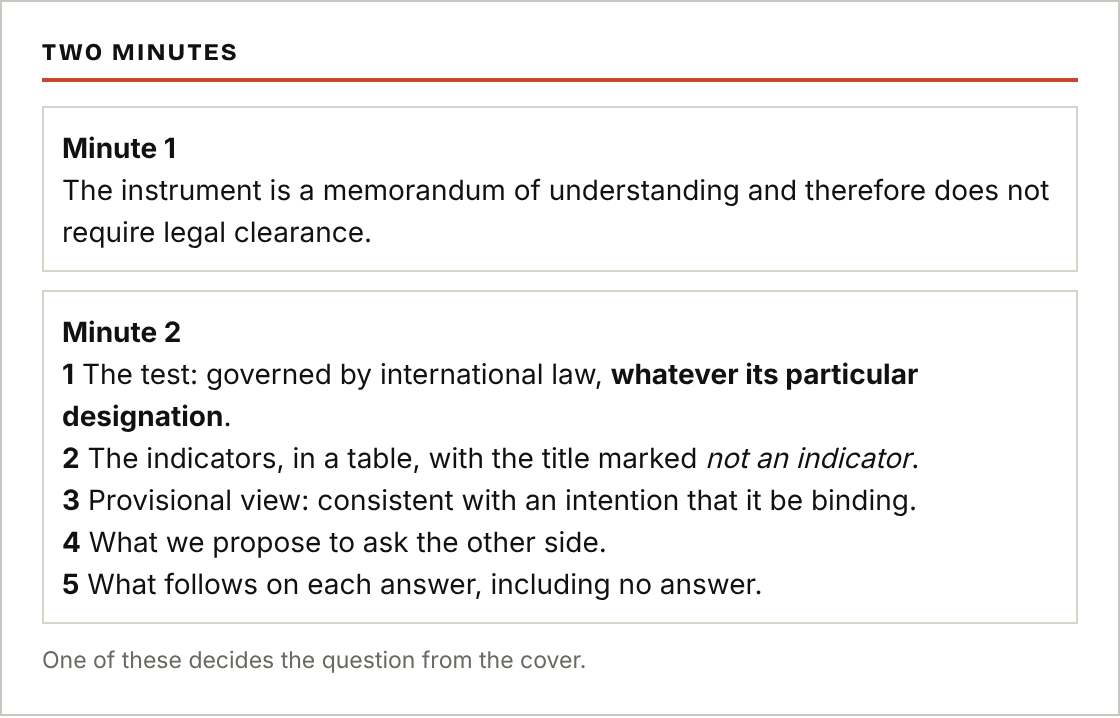 TWO MINUTES
Minute 1
The instrument is a memorandum of understanding and therefore does not
require legal clearance.
Minute 2
1 The test: governed by international law, whatever its particular
designation.
2 The indicators, in a table, with the title marked not an indicator.
3 Provisional view: consistent with an intention that it be binding.
4 What we propose to ask the other side.
5 What follows on each answer, including no answer.
One of these decides the question from the cover.